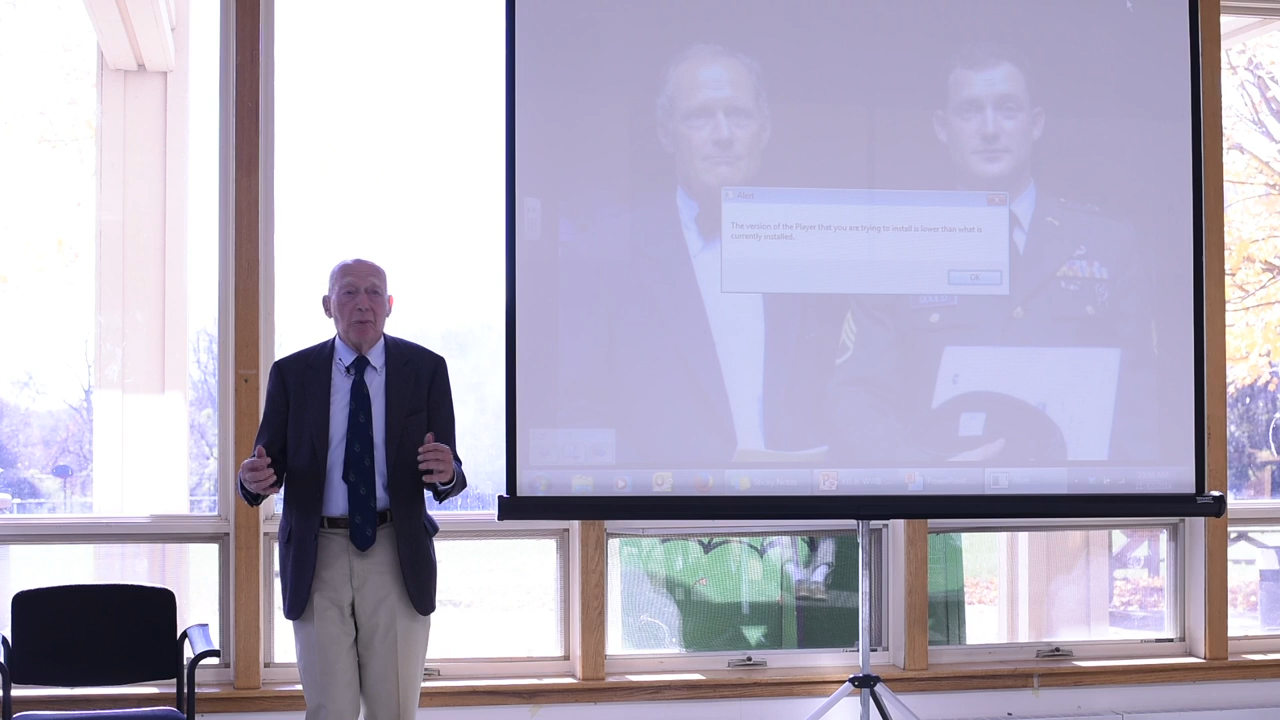 Alert
The version of the Player that you are trying to install is lower than what is
currently installed.
OK
GOULD